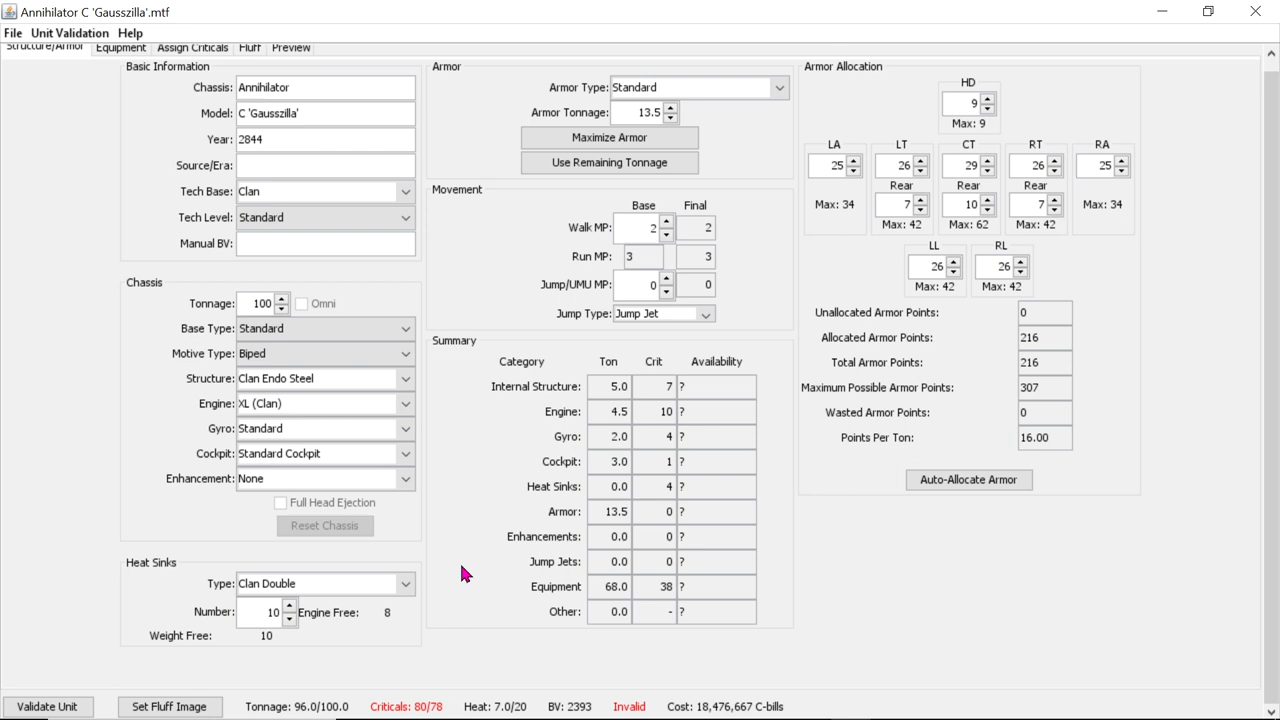 Annihilator C 'Gausszilla'.mtf
File Unit Validation Help
Structure/Armor Equipment Assign Criticals Fluff Preview
Basic Information
Chassis: Annihilator
Model: C 'Gausszilla'
Year: 2844
Source/Era:
Tech Base: Clan
Tech Level: Standard
Manual BV:
Chassis
Tonnage: 100 Omni
Base Type: Standard
Motive Type: Biped
Structure: Clan Endo Steel
Engine: XL (Clan)
Gyro: Standard
Cockpit: Standard Cockpit
Enhancement: None
Full Head Ejection
Reset Chassis
Heat Sinks
Type: Clan Double
Number: 10 Engine Free: 8
Weight Free: 10
Armor
Armor Type: Standard
Armor Tonnage: 13.5
Maximize Armor
Use Remaining Tonnage
Movement
Base Final
Walk MP: 2 2
Run MP: 3 3
Jump/UMU MP: 0 0
Jump Type: Jump Jet
Summary
Category Ton Crit Availability
Internal Structure: 5.0 7 ?
Engine: 4.5 10 ?
Gyro: 2.0 4 ?
Cockpit: 3.0 1 ?
Heat Sinks: 0.0 4 ?
Armor: 13.5 0 ?
Enhancements: 0.0 0 ?
Jump Jets: 0.0 0 ?
Equipment 68.0 38 ?
Other: 0.0 - ?
Armor Allocation
HD
9
Max: 9
LA LT CT RT RA
25 26 29 26 25
Rear Rear Rear
Max: 34 7 10 7 Max: 34
Max: 42 Max: 62 Max: 42
LL RL
26 26
Max: 42 Max: 42
Unallocated Armor Points: 0
Allocated Armor Points: 216
Total Armor Points: 216
Maximum Possible Armor Points: 307
Wasted Armor Points: 0
Points Per Ton: 16.00
Auto-Allocate Armor
Validate Unit Set Fluff Image Tonnage: 96.0/100.0 Criticals: 80/78 Heat: 7.0/20 BV: 2393 Invalid Cost: 18,476,667 C-bills